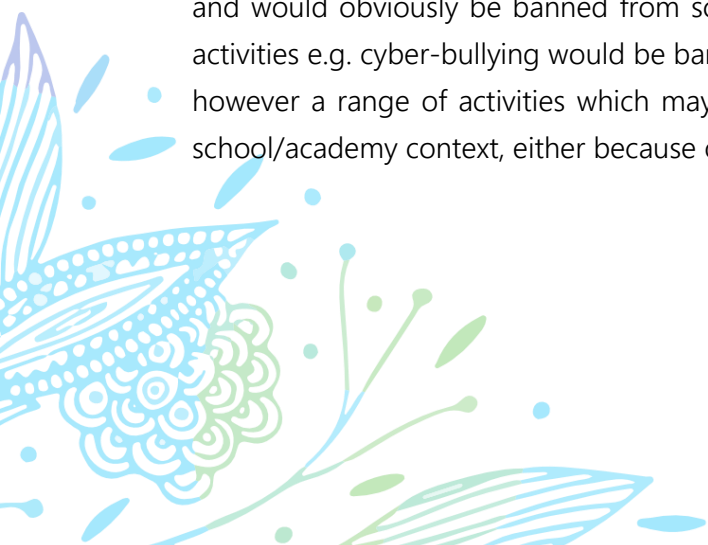 and would obviously be banned from
activities e.g. cyber-bullying would be
however a range of activities which may
school/academy context, either because